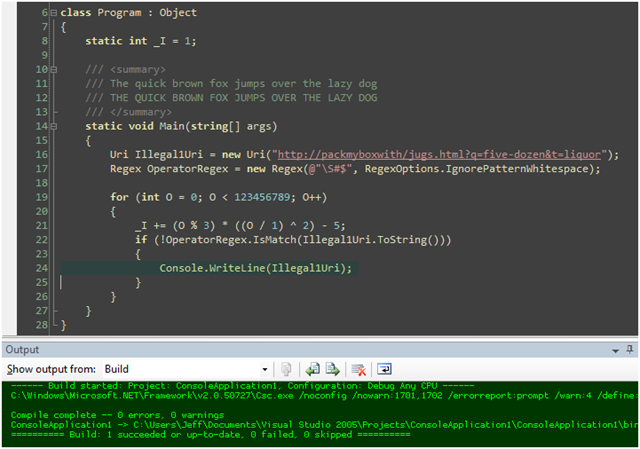 6 class Program : Object
7 {
8 static int _I = 1;
9
10 /// <summary>
11 /// The quick brown fox jumps over the lazy dog
12 /// THE QUICK BROWN FOX JUMPS OVER THE LAZY DOG
13 /// </summary>
14 static void Main(string[] args)
15 {
16 Uri Illegal1Uri = new Uri("http://packmyboxwith/jugs.html?q=five-dozen&t=liquor");
17 Regex OperatorRegex = new Regex(@"\S#$", RegexOptions.IgnorePatternWhitespace);
18
19 for (int O = 0; O < 123456789; O++)
20 {
21 _I += (O % 3) * ((O / 1) ^ 2) - 5;
22 if (!OperatorRegex.IsMatch(Illegal1Uri.ToString()))
23 {
24 Console.WriteLine(Illegal1Uri);
25 }
26 }
27 }
28 }
Output
Show output from: Build
------ Build started: Project: ConsoleApplication1, Configuration: Debug Any CPU ------
C:\Windows\Microsoft.NET\Framework\v2.0.50727\Csc.exe /noconfig /nowarn:1701,1702 /errorreport:prompt /warn:4 /define:
Compile complete -- 0 errors, 0 warnings
ConsoleApplication1 -> C:\Users\Jeff\Documents\Visual Studio 2005\Projects\ConsoleApplication1\ConsoleApplication1\bin
========== Build: 1 succeeded or up-to-date, 0 failed, 0 skipped ==========